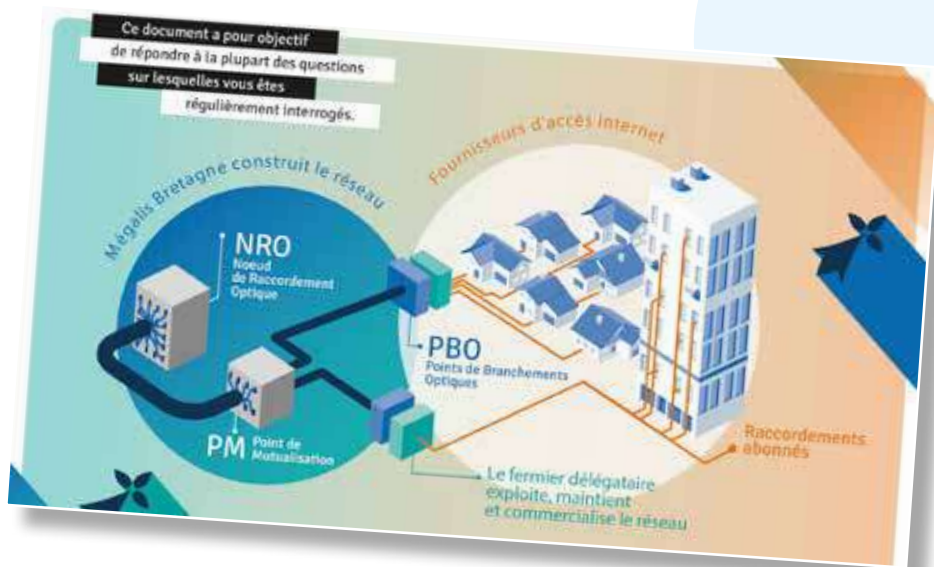 Ce document a pour objectif
de répondre à la plupart des questions
sur lesquelles vous êtes
régulièrement interrogés.
Mégalis Bretagne construit le réseau
Fournisseurs d'accès internet
NRO
Noeud
de Raccordement
Optique
PBO
Points de Branchements
Optiques
PM Point de
Mutualisation
Raccordements
abonnés
Le fermier délégataire
exploite, maintient
et commercialise le réseau